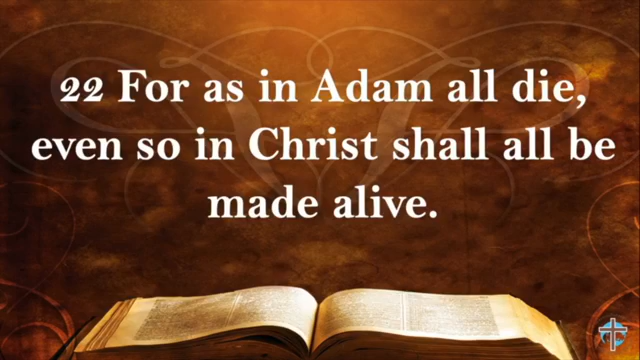 22 For as in Adam all die,
even so in Christ shall all be
made alive.